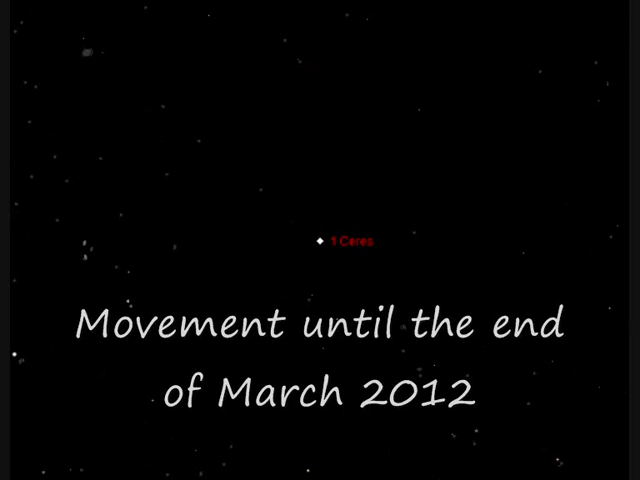 1 Ceres
Movement until the end
of March 2012